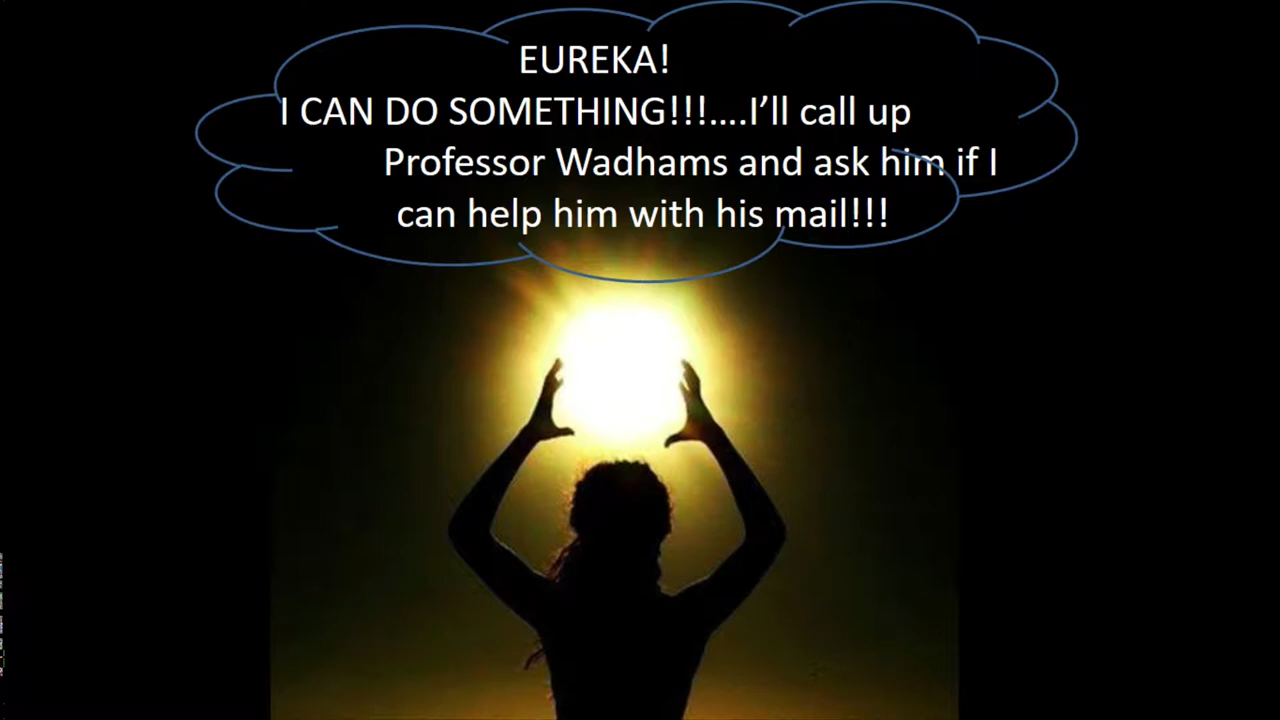 EUREKA!
I CAN DO SOMETHING!!!....I’ll call up
Professor Wadhams and ask him if I
can help him with his mail!!!